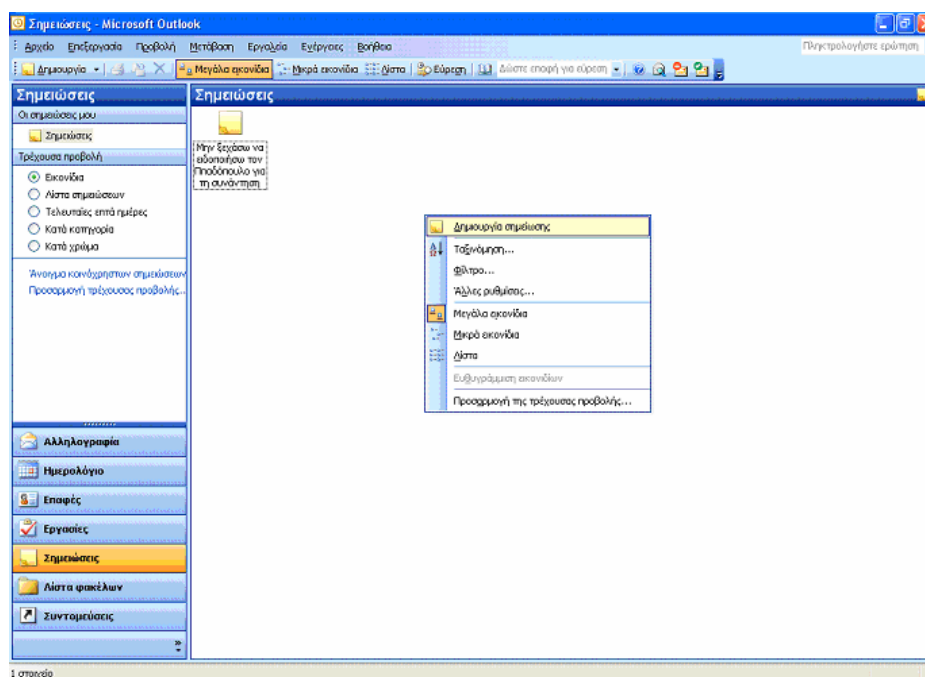 Σημειώσεις - Microsoft Outlook
Αρχείο Επεξεργασία Προβολή Μετάβαση Εργαλεία Ενέργειες Βοήθεια Πληκτρολογήστε ερώτηση
Δημιουργία Μεγάλα εικονίδια Μικρά εικονίδια Λίστα Εύρεση Δώστε επαφή για εύρεση
Σημειώσεις
Οι σημειώσεις μου
Σημειώσεις
Τρέχουσα προβολή
Εικονίδια
Λίστα σημειώσεων
Τελευταίες επτά ημέρες
Κατά κατηγορία
Κατά χρώμα
Άνοιγμα κοινόχρηστων σημειώσεων
Προσαρμογή τρέχουσας προβολής...
Αλληλογραφία
Ημερολόγιο
Επαφές
Εργασίες
Σημειώσεις
Λίστα φακέλων
Συντομεύσεις
Σημειώσεις
Μην ξεχάσω να
ειδοποιήσω τον
Παπαδόπουλο για
τη συνάντηση
Δημιουργία σημείωσης
Ταξινόμηση...
Φίλτρο...
Άλλες ρυθμίσεις...
Μεγάλα εικονίδια
Μικρά εικονίδια
Λίστα
Ευθυγράμμιση εικονιδίων
Προσαρμογή της τρέχουσας προβολής...
1 στοιχείο